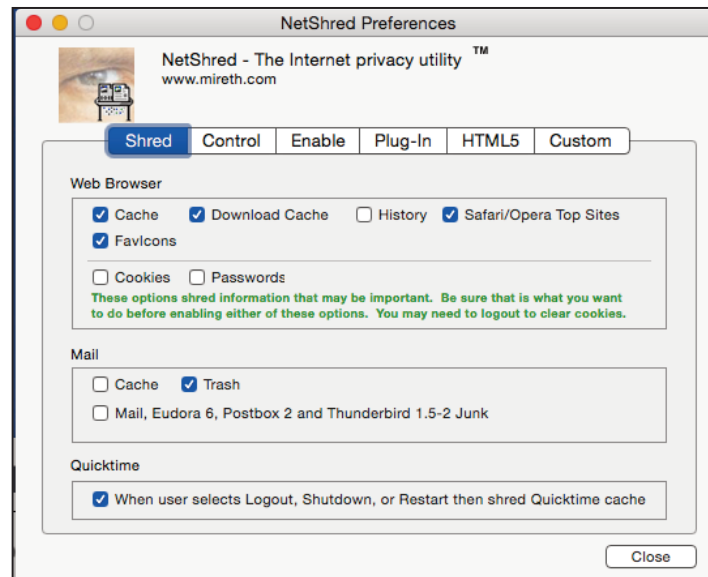 NetShred Preferences
NetShred - The Internet privacy utility ™
www.mireth.com
Shred Control Enable Plug-In HTML5 Custom
Web Browser
Cache Download Cache History Safari/Opera Top Sites
FavIcons
Cookies Passwords
These options shred information that may be important. Be sure that is what you want
to do before enabling either of these options. You may need to logout to clear cookies.
Mail
Cache Trash
Mail, Eudora 6, Postbox 2 and Thunderbird 1.5-2 Junk
Quicktime
When user selects Logout, Shutdown, or Restart then shred Quicktime cache
Close